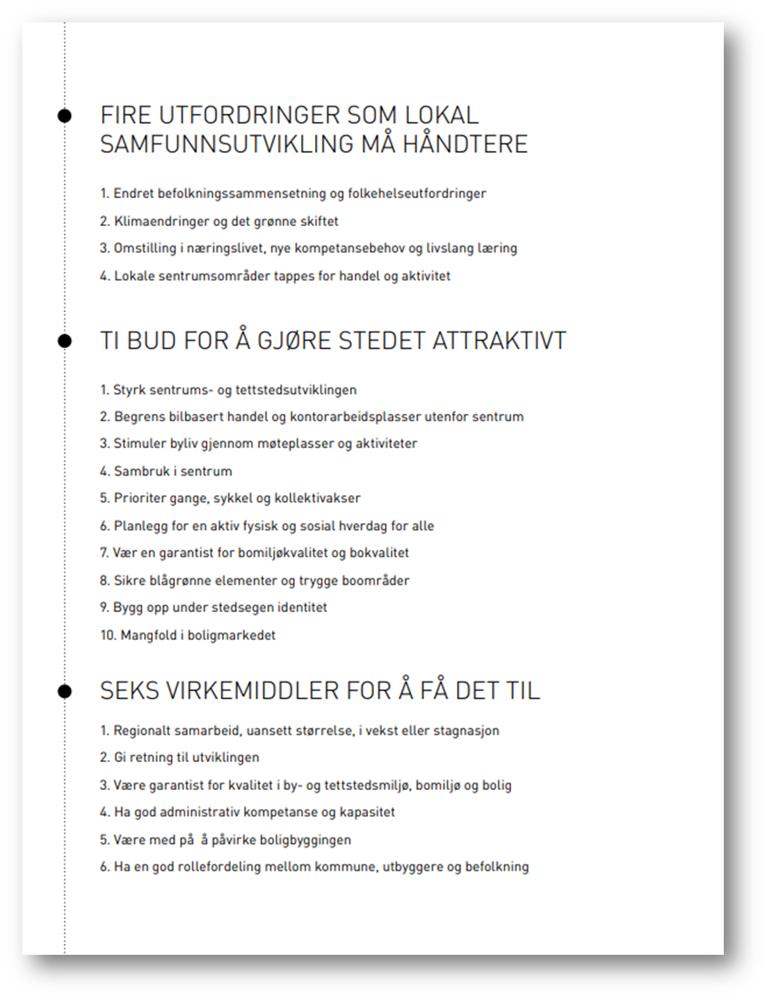 FIRE UTFORDRINGER SOM LOKAL
SAMFUNNSUTVIKLING MÅ HÅNDTERE
1. Endret befolkningssammensetning og folkehelseutfordringer
2. Klimaendringer og det grønne skiftet
3. Omstilling i næringslivet, nye kompetansebehov og livslang læring
4. Lokale sentrumsområder tappes for handel og aktivitet
TI BUD FOR Å GJØRE STEDET ATTRAKTIVT
1. Styrk sentrums- og tettstedsutviklingen
2. Begrens bilbasert handel og kontorarbeidsplasser utenfor sentrum
3. Stimuler byliv gjennom møteplasser og aktiviteter
4. Sambruk i sentrum
5. Prioriter gange, sykkel og kollektivakser
6. Planlegg for en aktiv fysisk og sosial hverdag for alle
7. Vær en garantist for bomiljøkvalitet og bokvalitet
8. Sikre blågrønne elementer og trygge boområder
9. Bygg opp under stedsegen identitet
10. Mangfold i boligmarkedet
SEKS VIRKEMIDDLER FOR Å FÅ DET TIL
1. Regionalt samarbeid, uansett størrelse, i vekst eller stagnasjon
2. Gi retning til utviklingen
3. Være garantist for kvalitet i by- og tettstedsmiljø, bomiljø og bolig
4. Ha god administrativ kompetanse og kapasitet
5. Være med på å påvirke boligbyggingen
6. Ha en god rollefordeling mellom kommune, utbyggere og befolkning